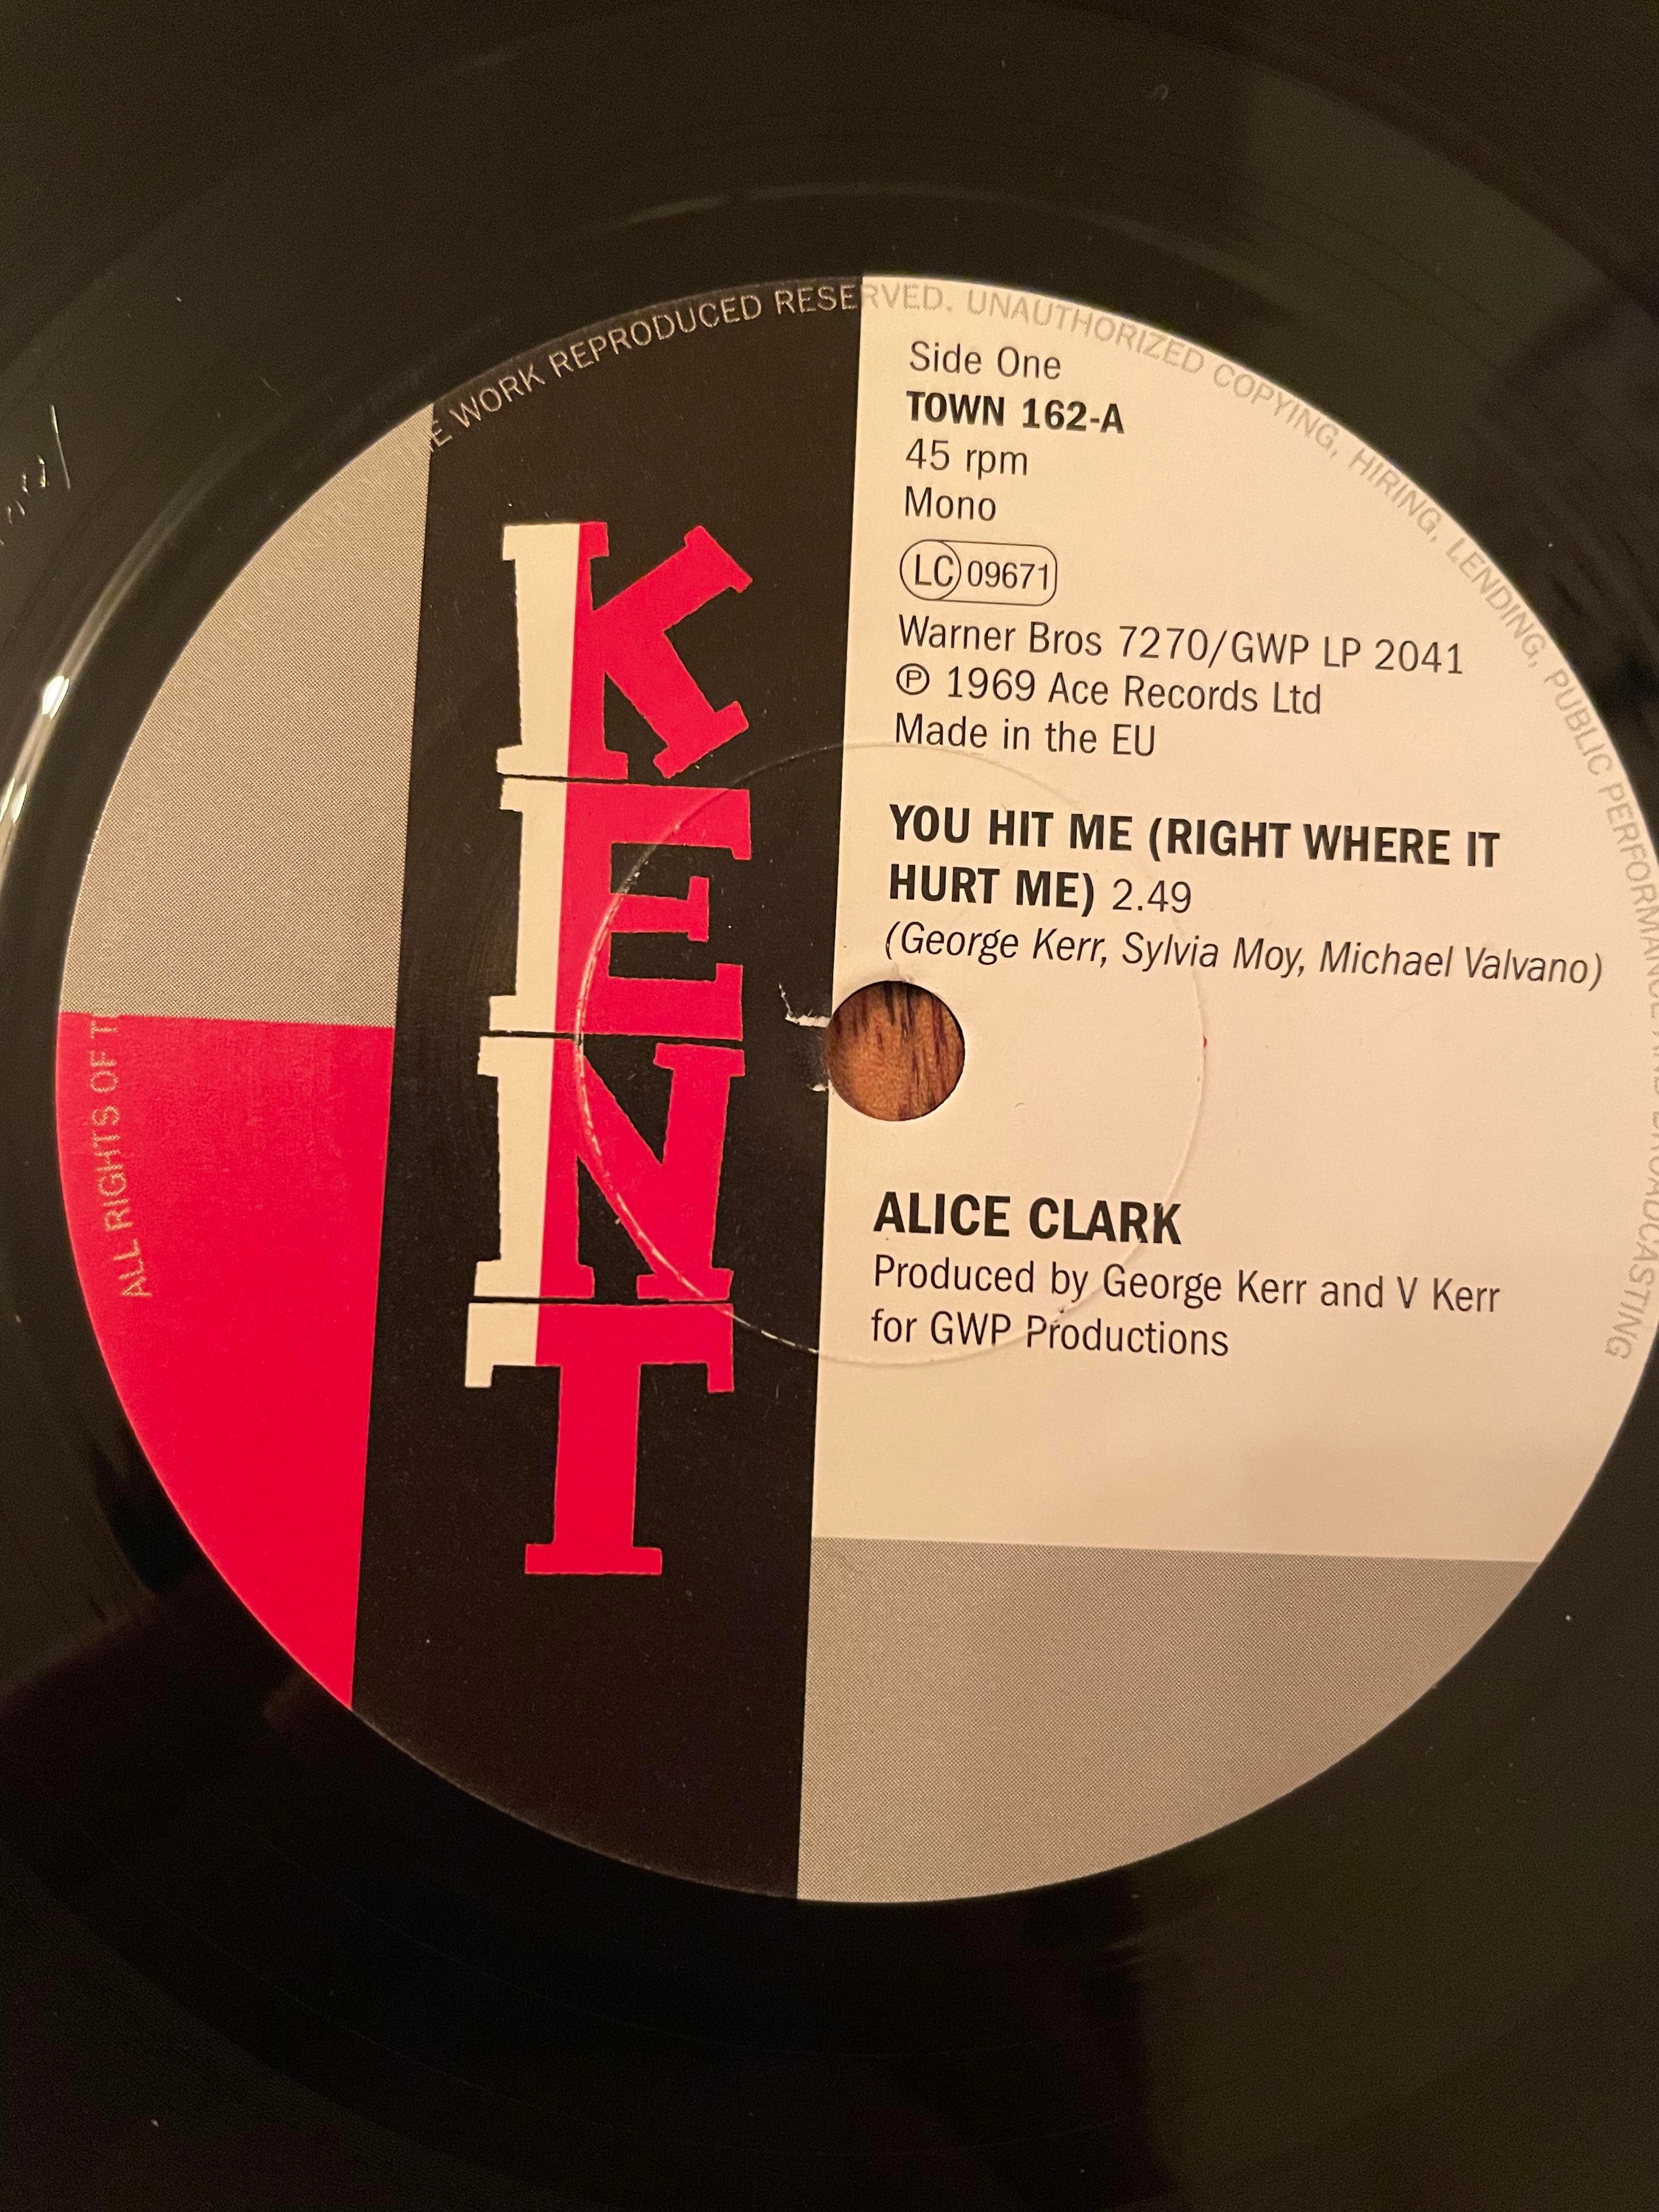 ALL RIGHTS OF T
E WORK REPRODUCED RESERVED. UNAUTHORIZED COPYING, HIRING, LENDING, PUBLIC PERFORMANCE AND BROADCASTING
KENT
Side One
TOWN 162-A
45 rpm
Mono
LC 09671
Warner Bros 7270/GWP LP 2041
℗ 1969 Ace Records Ltd
Made in the EU
YOU HIT ME (RIGHT WHERE IT
HURT ME) 2.49
(George Kerr, Sylvia Moy, Michael Valvano)
ALICE CLARK
Produced by George Kerr and V Kerr
for GWP Productions